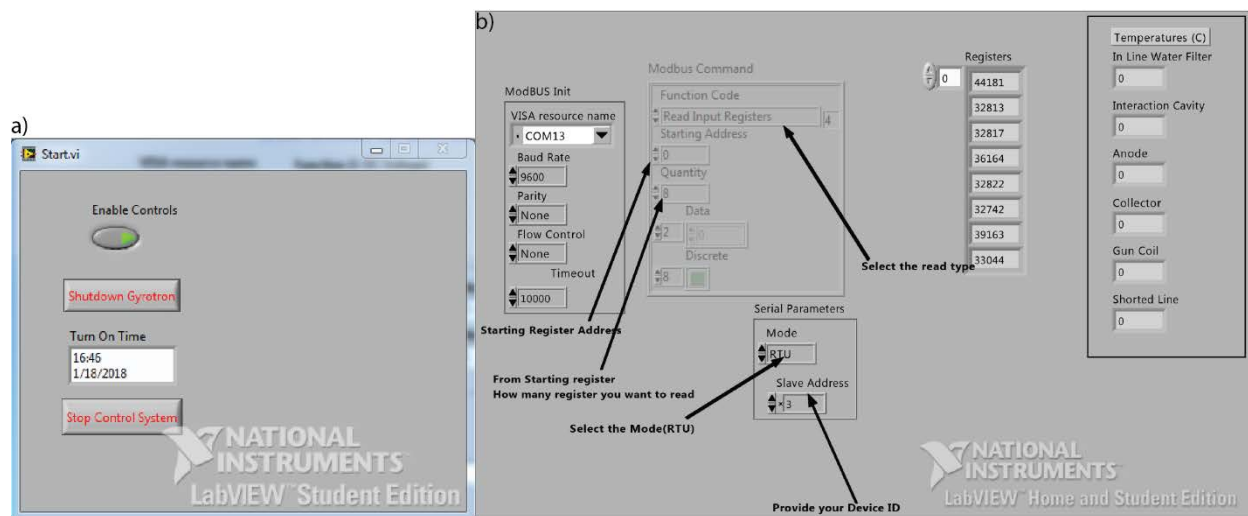 a)
Start.vi
Enable Controls
Shutdown Gyrotron
Turn On Time
16:46
1/18/2018
Stop Control System
NATIONAL
INSTRUMENTS
LabVIEW™ Student Edition
b)
ModBUS Init
VISA resource name
COM13
Baud Rate
9600
Parity
None
Flow Control
None
Timeout
10000
Modbus Command
Function Code
Read Input Registers 4
Starting Address
0
Quantity
8
Data
2 0
Discrete
8
Select the read type
Starting Register Address
From Starting register
How many register you want to read
Select the Mode(RTU)
Serial Parameters
Mode
RTU
Slave Address
x 3
Provide your Device ID
Registers
0
44181
32813
32817
36164
32822
32742
39163
33044
Temperatures (C)
In Line Water Filter
0
Interaction Cavity
0
Anode
0
Collector
0
Gun Coil
0
Shorted Line
0
NATIONAL
INSTRUMENTS
LabVIEW™ Home and Student Edition